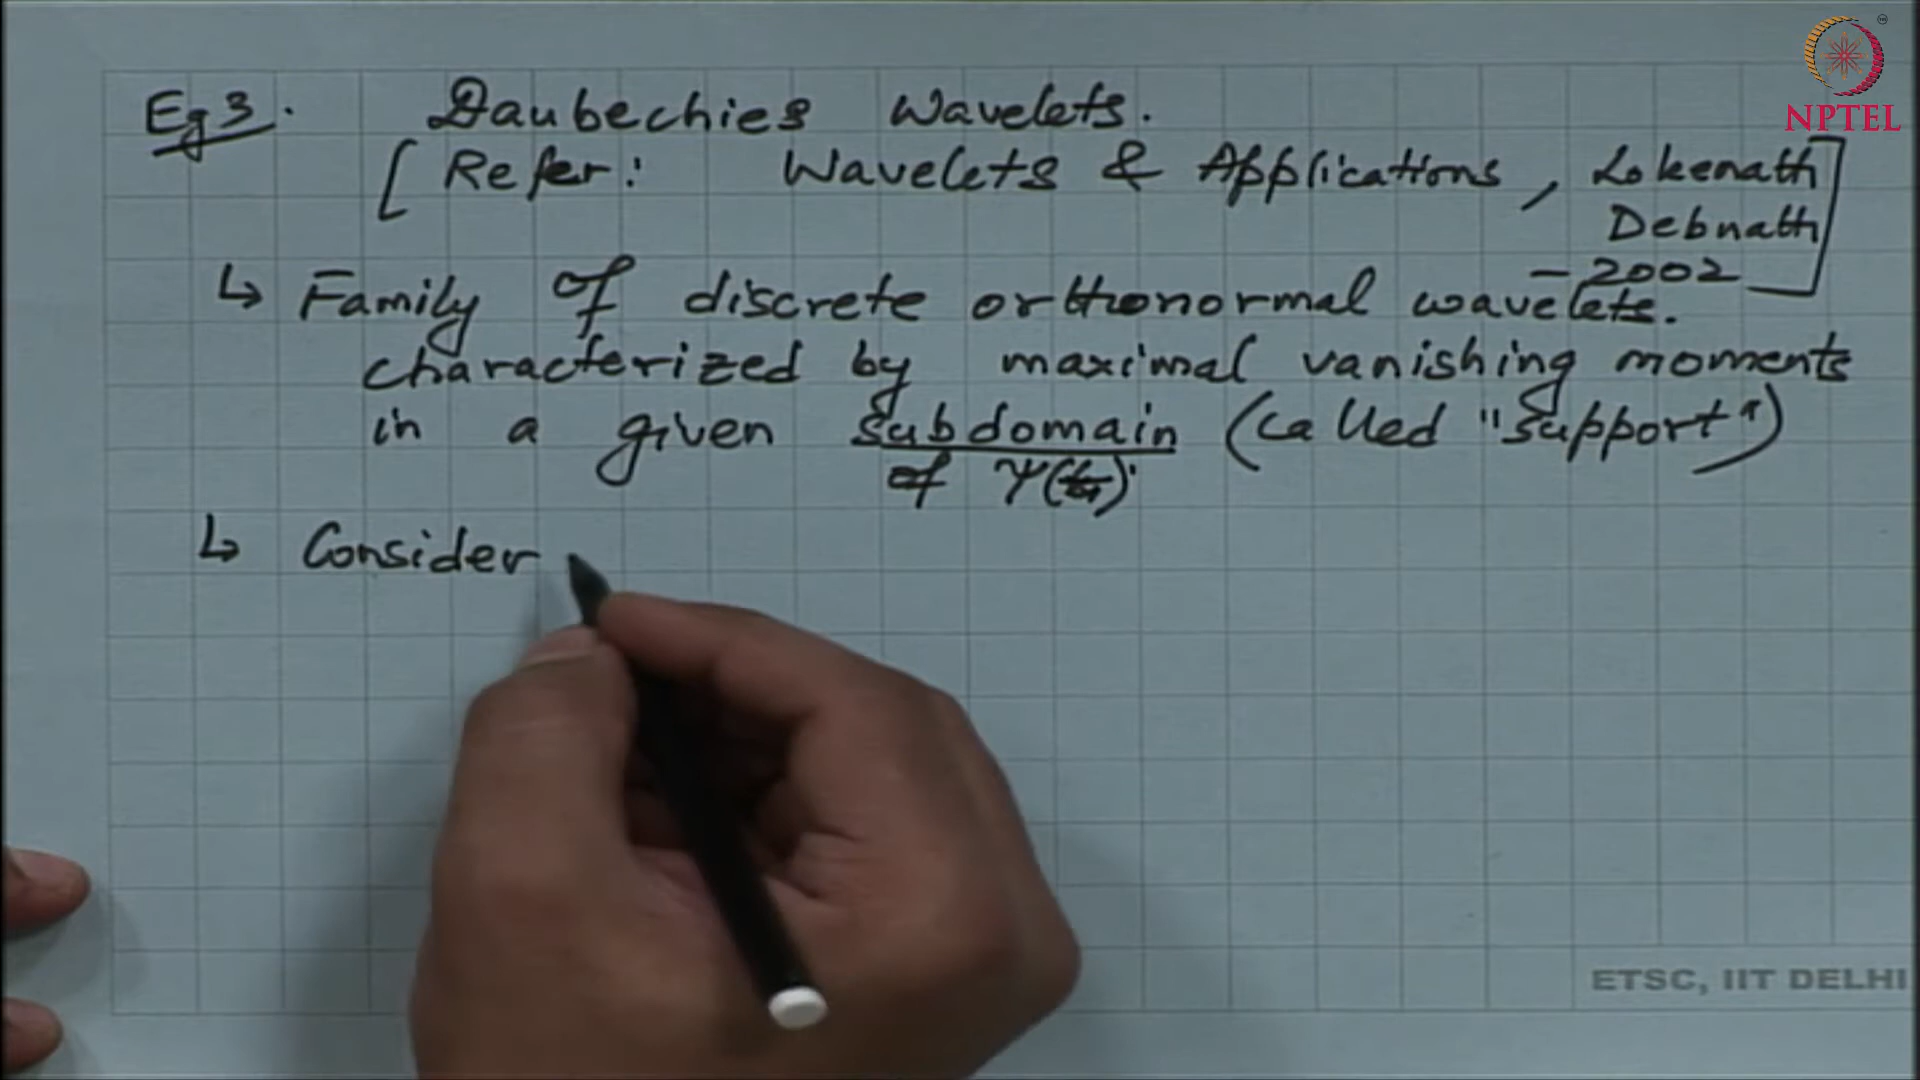 Eg 3. Daubechies Wavelets.
[Refer: Wavelets & Applications, Lokenath
Debnath
- 2002]
↳ Family of discrete orthonormal wavelets.
characterized by maximal vanishing moments
in a given subdomain (called "support")
of Ψ( )
↳ Consider
NPTEL
ETSC, IIT DELHI